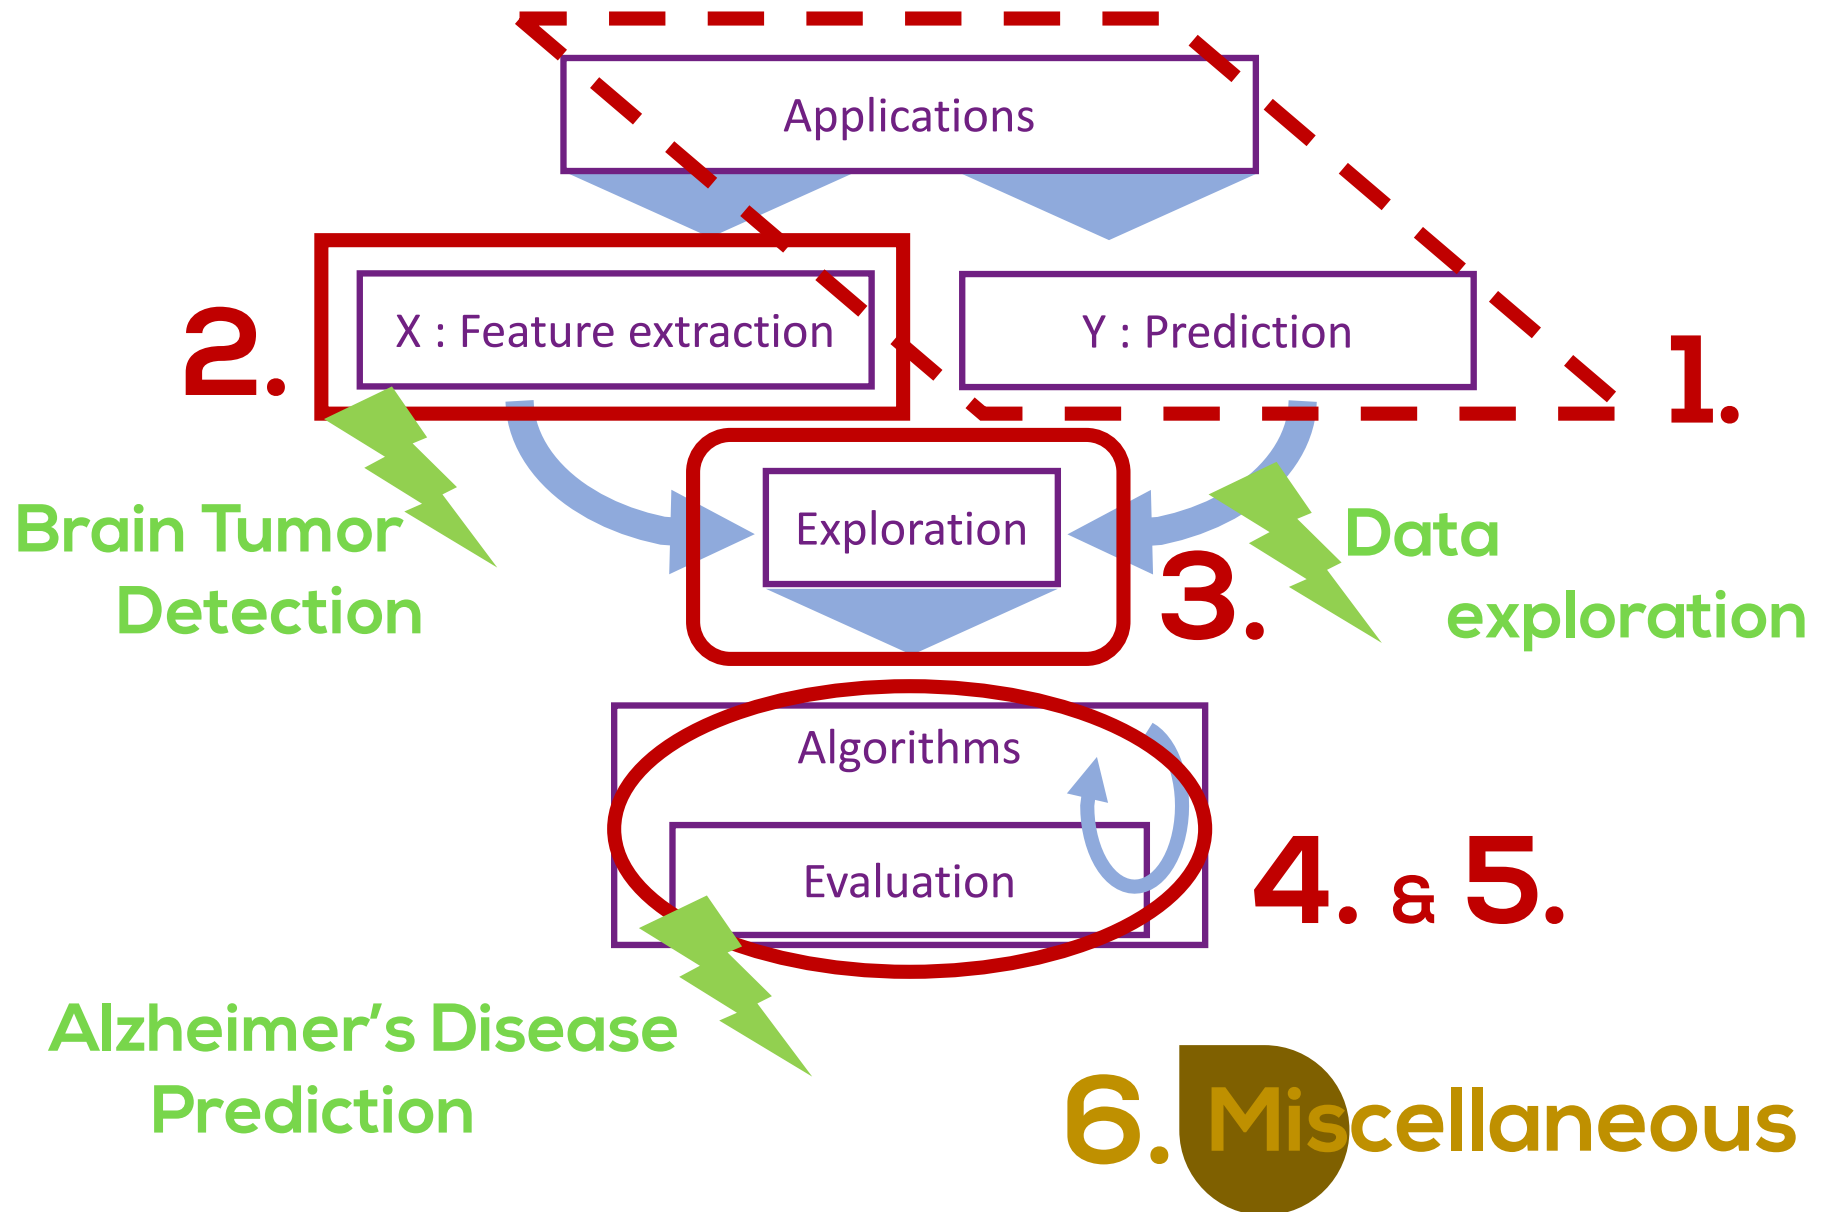 Applications
2.
X : Feature extraction
Y : Prediction
1.
Brain Tumor
Detection
Exploration
3.
Data
exploration
Algorithms
Evaluation
4. & 5.
Alzheimer’s Disease
Prediction
6. Miscellaneous